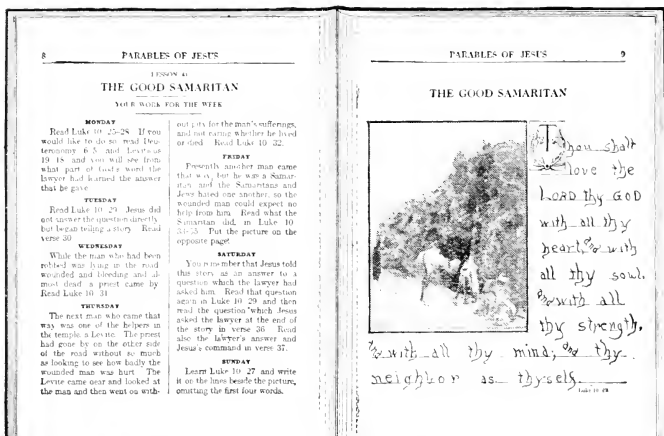 8 PARABLES OF JESUS
LESSON 41
THE GOOD SAMARITAN
YOUR WORK FOR THE WEEK
MONDAY
Read Luke 10 25-28 If you
would like to do so, read Deu-
teronomy 6 5 and Leviticus
19 18 and you will see from
what part of God's word the
lawyer had learned the answer
that he gave
TUESDAY
Read Luke 10 29 Jesus did
not answer the question directly
but began telling a story Read
verse 30
WEDNESDAY
While the man who had been
robbed was lying in the road
wounded and bleeding and al-
most dead a priest came by
Read Luke 10 31
THURSDAY
The next man who came that
way was one of the helpers in
the temple, a Levite. The priest
had gone by on the other side
of the road without so much
as looking to see how badly the
wounded man was hurt The
Levite came near and looked at
the man and then went on with-
out pity for the man's sufferings,
and not caring whether he lived
or died Read Luke 10 32.
FRIDAY
Presently another man came
that way, but he was a Samar-
itan and the Samaritans and
Jews hated one another, so the
wounded man could expect no
help from him Read what the
Samaritan did, in Luke 10
33-35 Put the picture on the
opposite page
SATURDAY
You remember that Jesus told
this story as an answer to a
question which the lawyer had
asked him. Read that question
again in Luke 10 29 and then
read the question which Jesus
asked the lawyer at the end of
the story in verse 36 Read
also the lawyer's answer and
Jesus' command in verse 37.
SUNDAY
Learn Luke 10 27 and write
it on the lines beside the picture,
omitting the first four words.
PARABLES OF JESUS 9
THE GOOD SAMARITAN
Thou shalt
love the
LORD thy GOD
with all thy
heart, and with
all thy soul,
and with all
thy strength,
and with all thy mind; and thy
neighbor as thyself
Luke 10